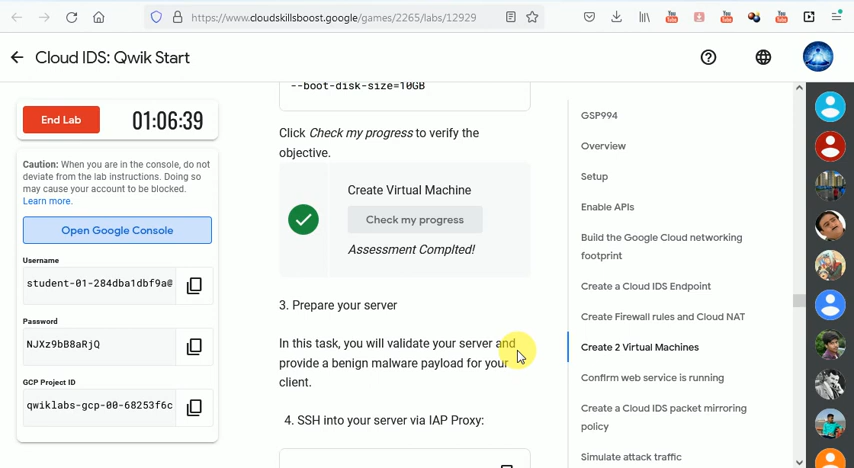 https://www.cloudskillsboost.google/games/2265/labs/12929
Cloud IDS: Qwik Start
End Lab
01:06:39
Caution: When you are in the console, do not
deviate from the lab instructions. Doing so
may cause your account to be blocked.
Learn more.
Open Google Console
Username
student-01-284dba1dbf9a@
Password
NJXz9bB8aRjQ
GCP Project ID
qwiklabs-gcp-00-68253f6c
--boot-disk-size=10GB
Click Check my progress to verify the
objective.
Create Virtual Machine
Check my progress
Assessment Complted!
3. Prepare your server
In this task, you will validate your server and
provide a benign malware payload for your
client.
4. SSH into your server via IAP Proxy:
GSP994
Overview
Setup
Enable APIs
Build the Google Cloud networking
footprint
Create a Cloud IDS Endpoint
Create Firewall rules and Cloud NAT
Create 2 Virtual Machines
Confirm web service is running
Create a Cloud IDS packet mirroring
policy
Simulate attack traffic